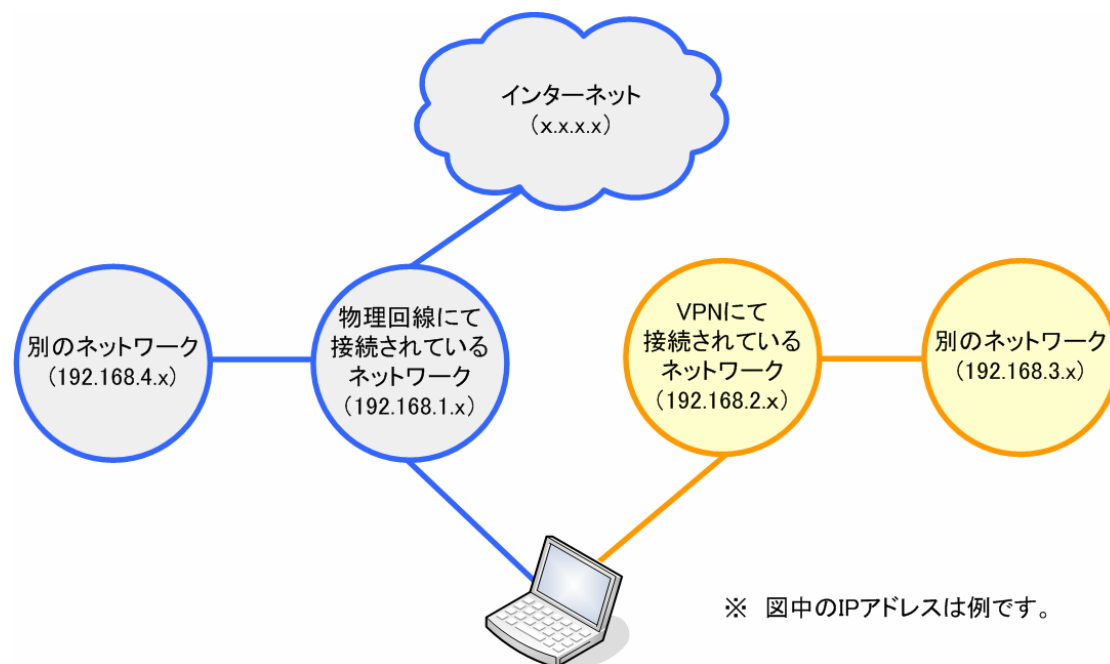 インターネット
(x.x.x.x)
別のネットワーク
(192.168.4.x)
物理回線にて
接続されている
ネットワーク
(192.168.1.x)
VPNにて
接続されている
ネットワーク
(192.168.2.x)
別のネットワーク
(192.168.3.x)
※ 図中のIPアドレスは例です。